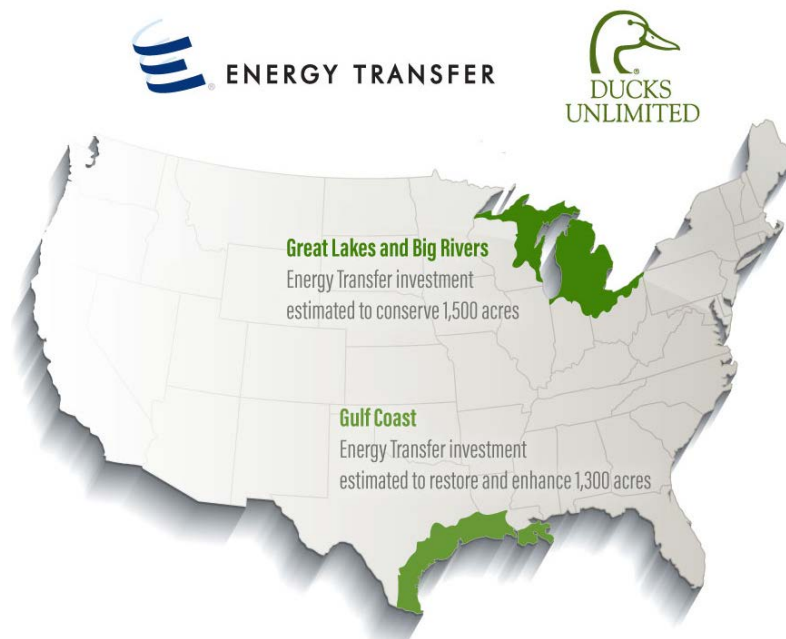 ENERGY TRANSFER
DUCKS
UNLIMITED
Great Lakes and Big Rivers
Energy Transfer investment
estimated to conserve 1,500 acres
Gulf Coast
Energy Transfer investment
estimated to restore and enhance 1,300 acres